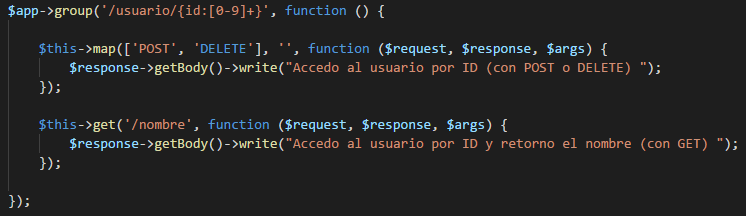 $app->group('/usuario/{id:[0-9]+}', function () {
$this->map(['POST', 'DELETE'], '', function ($request, $response, $args) {
$response->getBody()->write("Accedo al usuario por ID (con POST o DELETE) ");
});
$this->get('/nombre', function ($request, $response, $args) {
$response->getBody()->write("Accedo al usuario por ID y retorno el nombre (con GET) ");
});
});